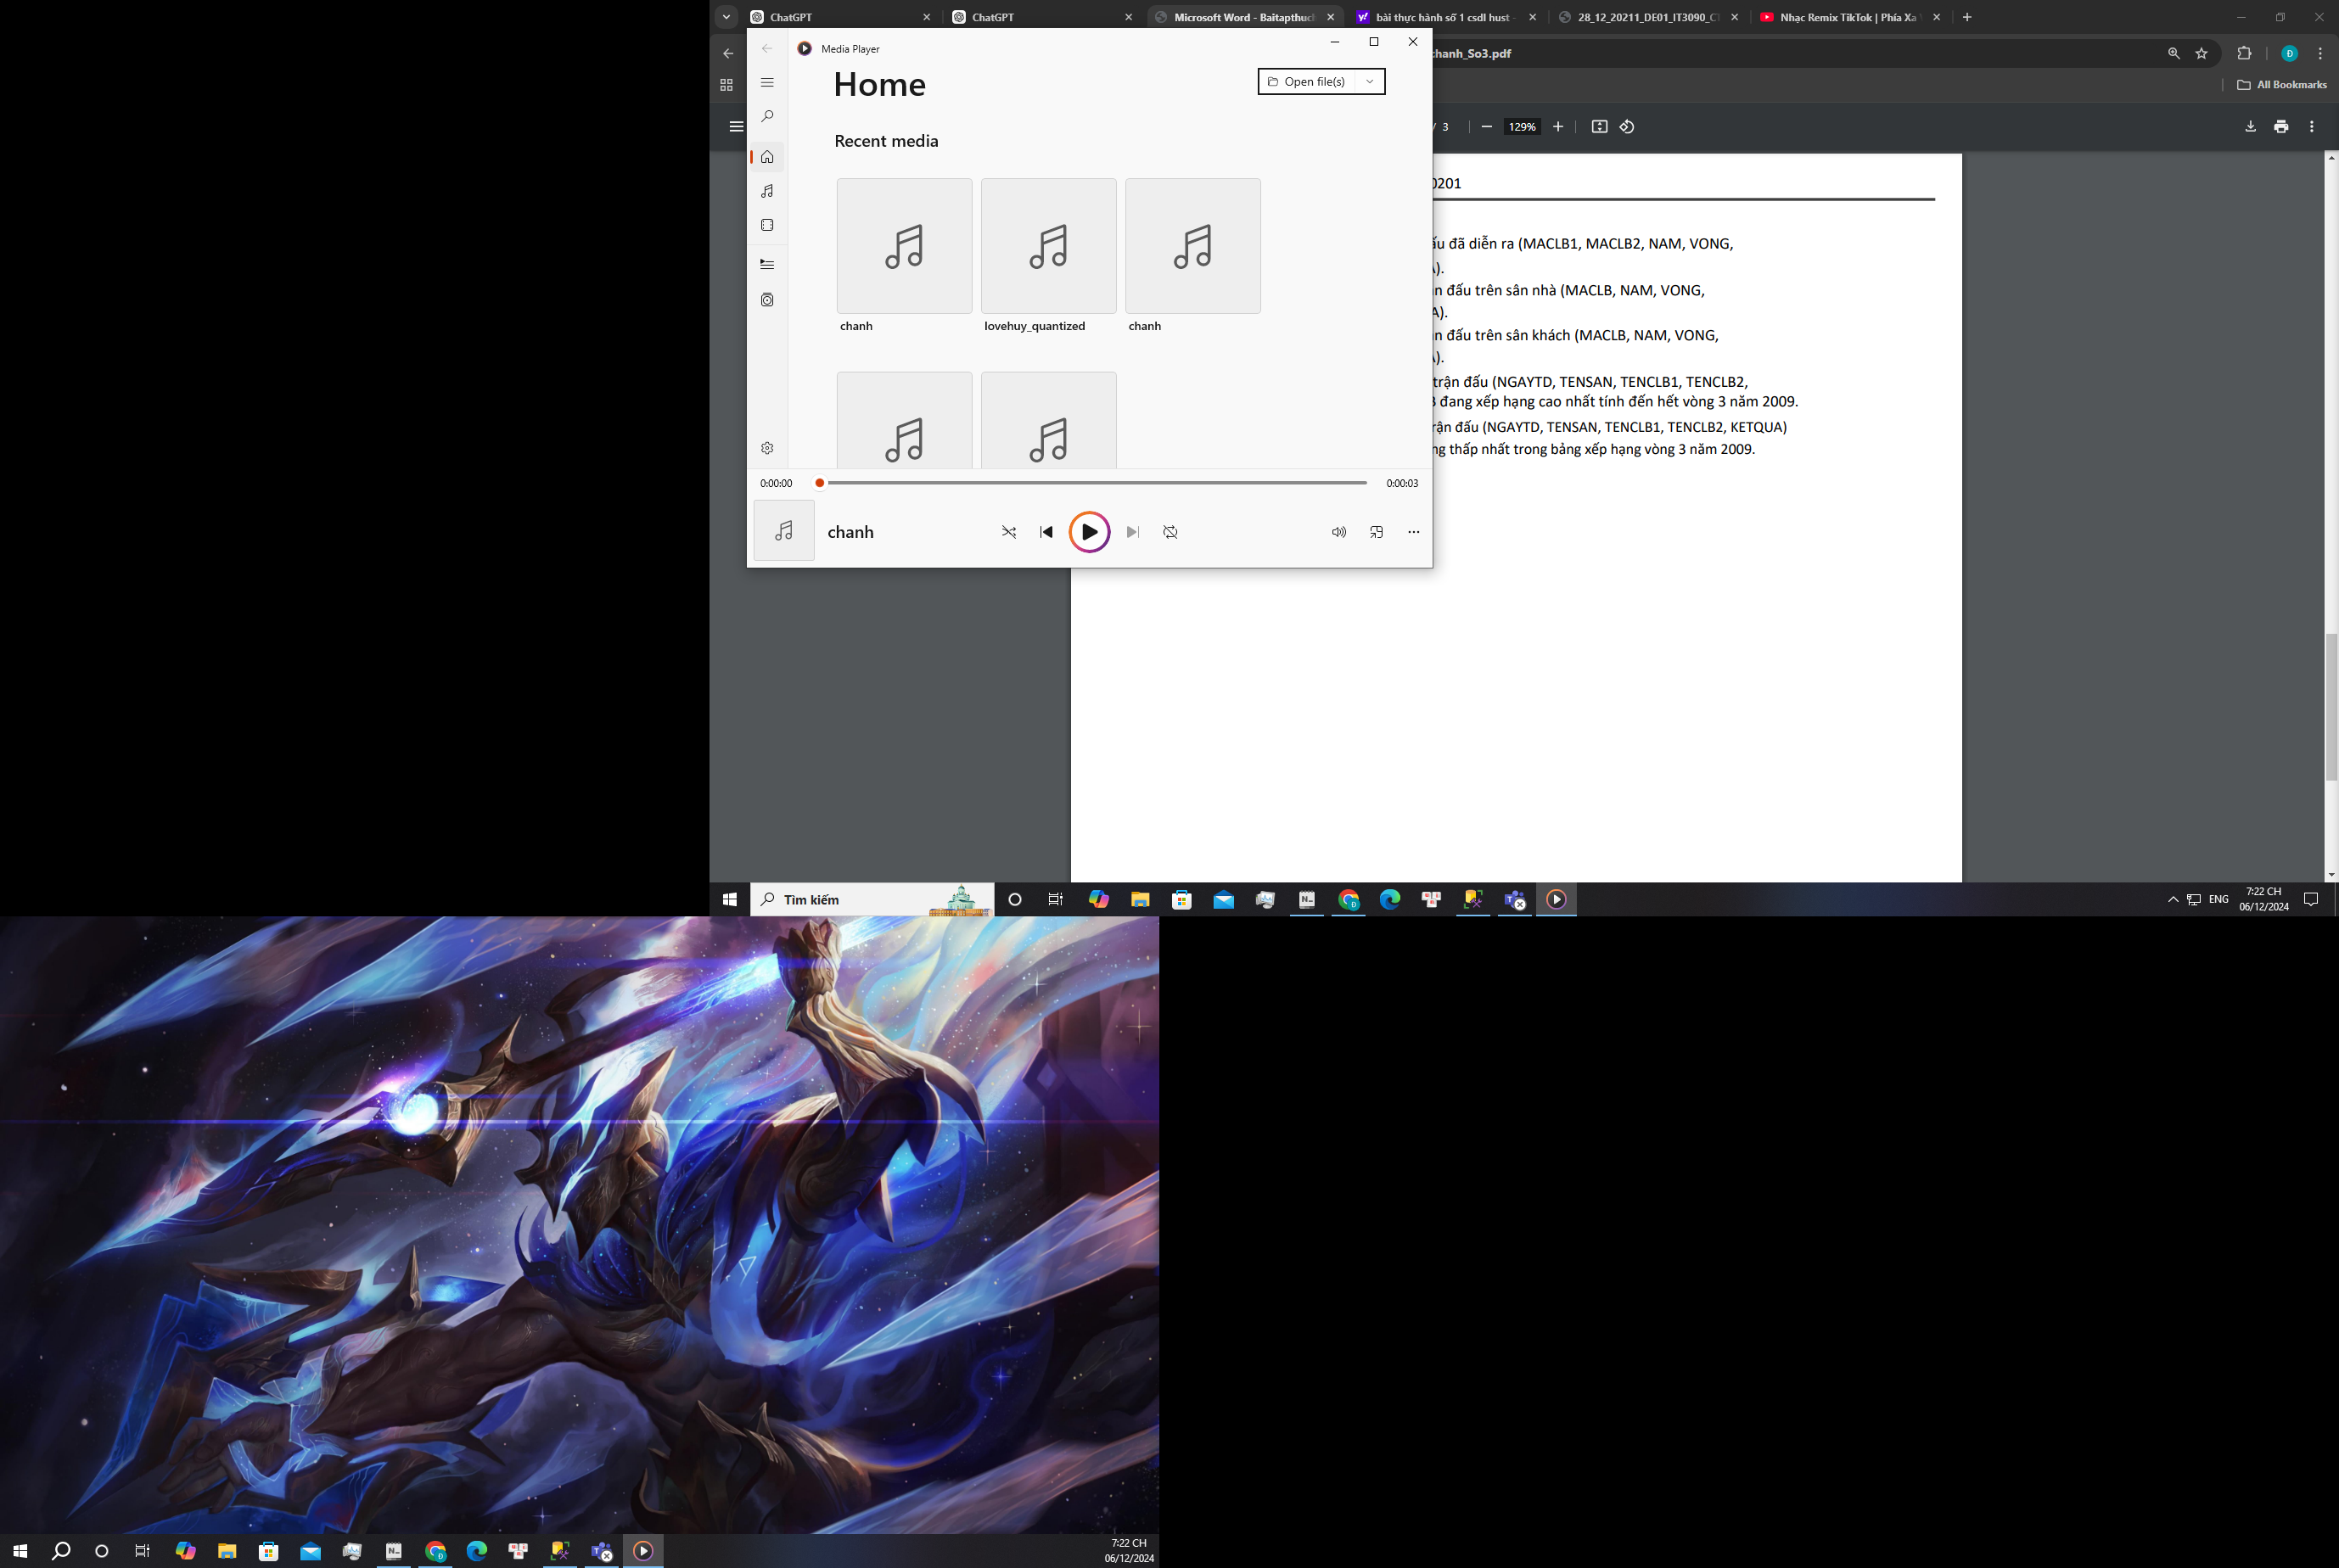 ChatGPT
ChatGPT
Microsoft Word - Baitapthuc
bài thực hành số 1 csdl hust -
28_12_20211_DE01_IT3090_C
Nhạc Remix TikTok | Phía Xa
Media Player
chanh_So3.pdf
All Bookmarks
Home
Open file(s)
/ 3
129%
Recent media
0201
đã diễn ra (MACLB1, MACLB2, NAM, VONG,
đấu trên sân nhà (MACLB, NAM, VONG,
đấu trên sân khách (MACLB, NAM, VONG,
trận đấu (NGAYTD, TENSAN, TENCLB1, TENCLB2,
đang xếp hạng cao nhất tính đến hết vòng 3 năm 2009.
đấu (NGAYTD, TENSAN, TENCLB1, TENCLB2, KETQUA)
thấp nhất trong bảng xếp hạng vòng 3 năm 2009.
chanh
lovehuy_quantized
chanh
0:00:00
0:00:03
chanh
Tìm kiếm
ENG
7:22 CH
06/12/2024
7:22 CH
06/12/2024